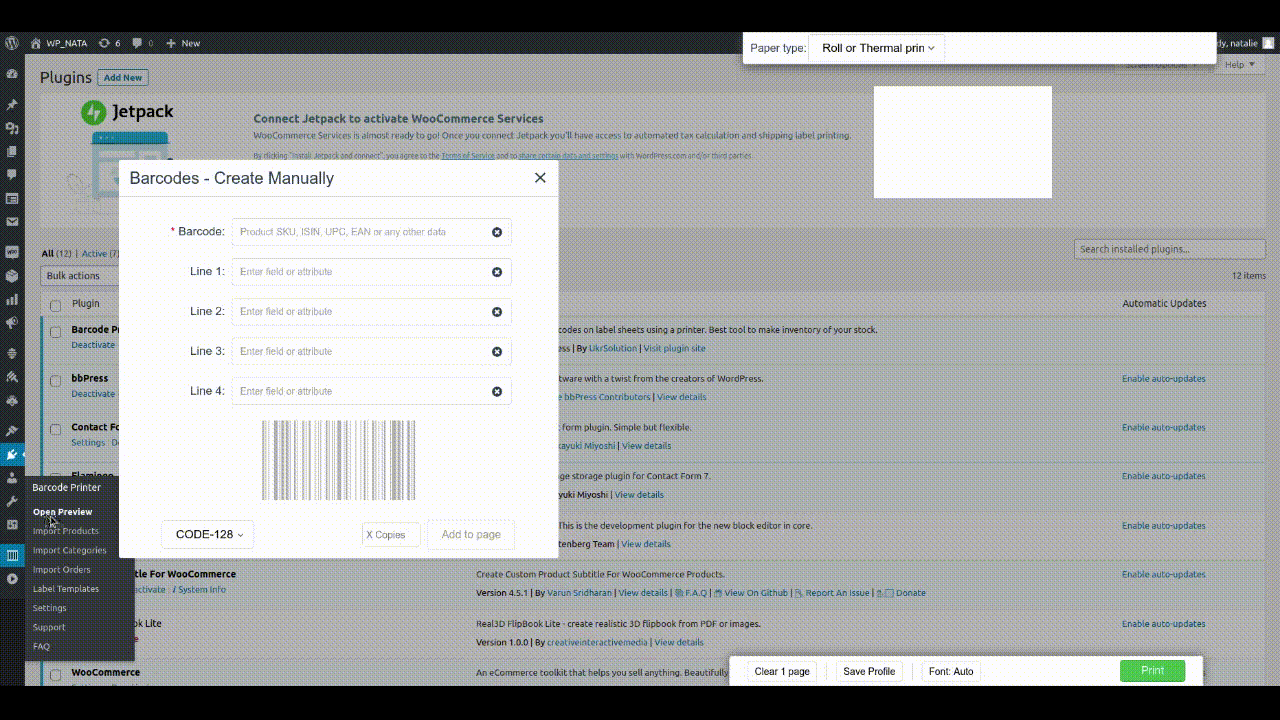 WP_NATA 6 0 New
dy, natalie
Paper type: Roll or Thermal prin
Plugins Add New
Screen Options Help
Jetpack
Connect Jetpack to activate WooCommerce Services
WooCommerce Services is almost ready to go! Once you connect Jetpack you'll have access to automated tax calculation and shipping label printing.
By clicking "Install Jetpack and connect", you agree to the Terms of Service and to share certain data and settings with WordPress.com and/or third parties.
Barcodes - Create Manually
* Barcode: Product SKU, ISIN, UPC, EAN or any other data
Line 1: Enter field or attribute
Line 2: Enter field or attribute
Line 3: Enter field or attribute
Line 4: Enter field or attribute
CODE-128 X Copies Add to page
All (12) | Active (7)
Search installed plugins...
Bulk actions
12 items
Plugin
Automatic Updates
Barcode P
codes on label sheets using a printer. Best tool to make inventory of your stock.
Deactivate
ess | By UkrSolution | Visit plugin site
bbPress
tware with a twist from the creators of WordPress.
Enable auto-updates
Deactivate
e bbPress Contributors | View details
Contact Fo
form plugin. Simple but flexible.
Enable auto-updates
Settings
kayuki Miyoshi | View details
Flamingo
ge storage plugin for Contact Form 7.
Enable auto-updates
yuki Miyoshi | View details
Barcode Printer
Open Preview
Import Products
Import Categories
Import Orders
Label Templates
Settings
Support
FAQ
This is the development plugin for the new block editor in core.
Enable auto-updates
tenberg Team | View details
tle For WooCommerce
Create Custom Product Subtitle For WooCommerce Products.
Enable auto-updates
activate | System Info
Version 4.5.1 | By Varun Sridharan | View details | F.A.Q | View On Github | Report An Issue | Donate
ok Lite
Real3D FlipBook Lite - create realistic 3D flipbook from PDF or images.
Enable auto-updates
Version 1.0.0 | By creativeinteractivemedia | View details
WooCommerce
An eCommerce toolkit that helps you sell anything. Beautifully
Clear 1 page Save Profile Font: Auto Print